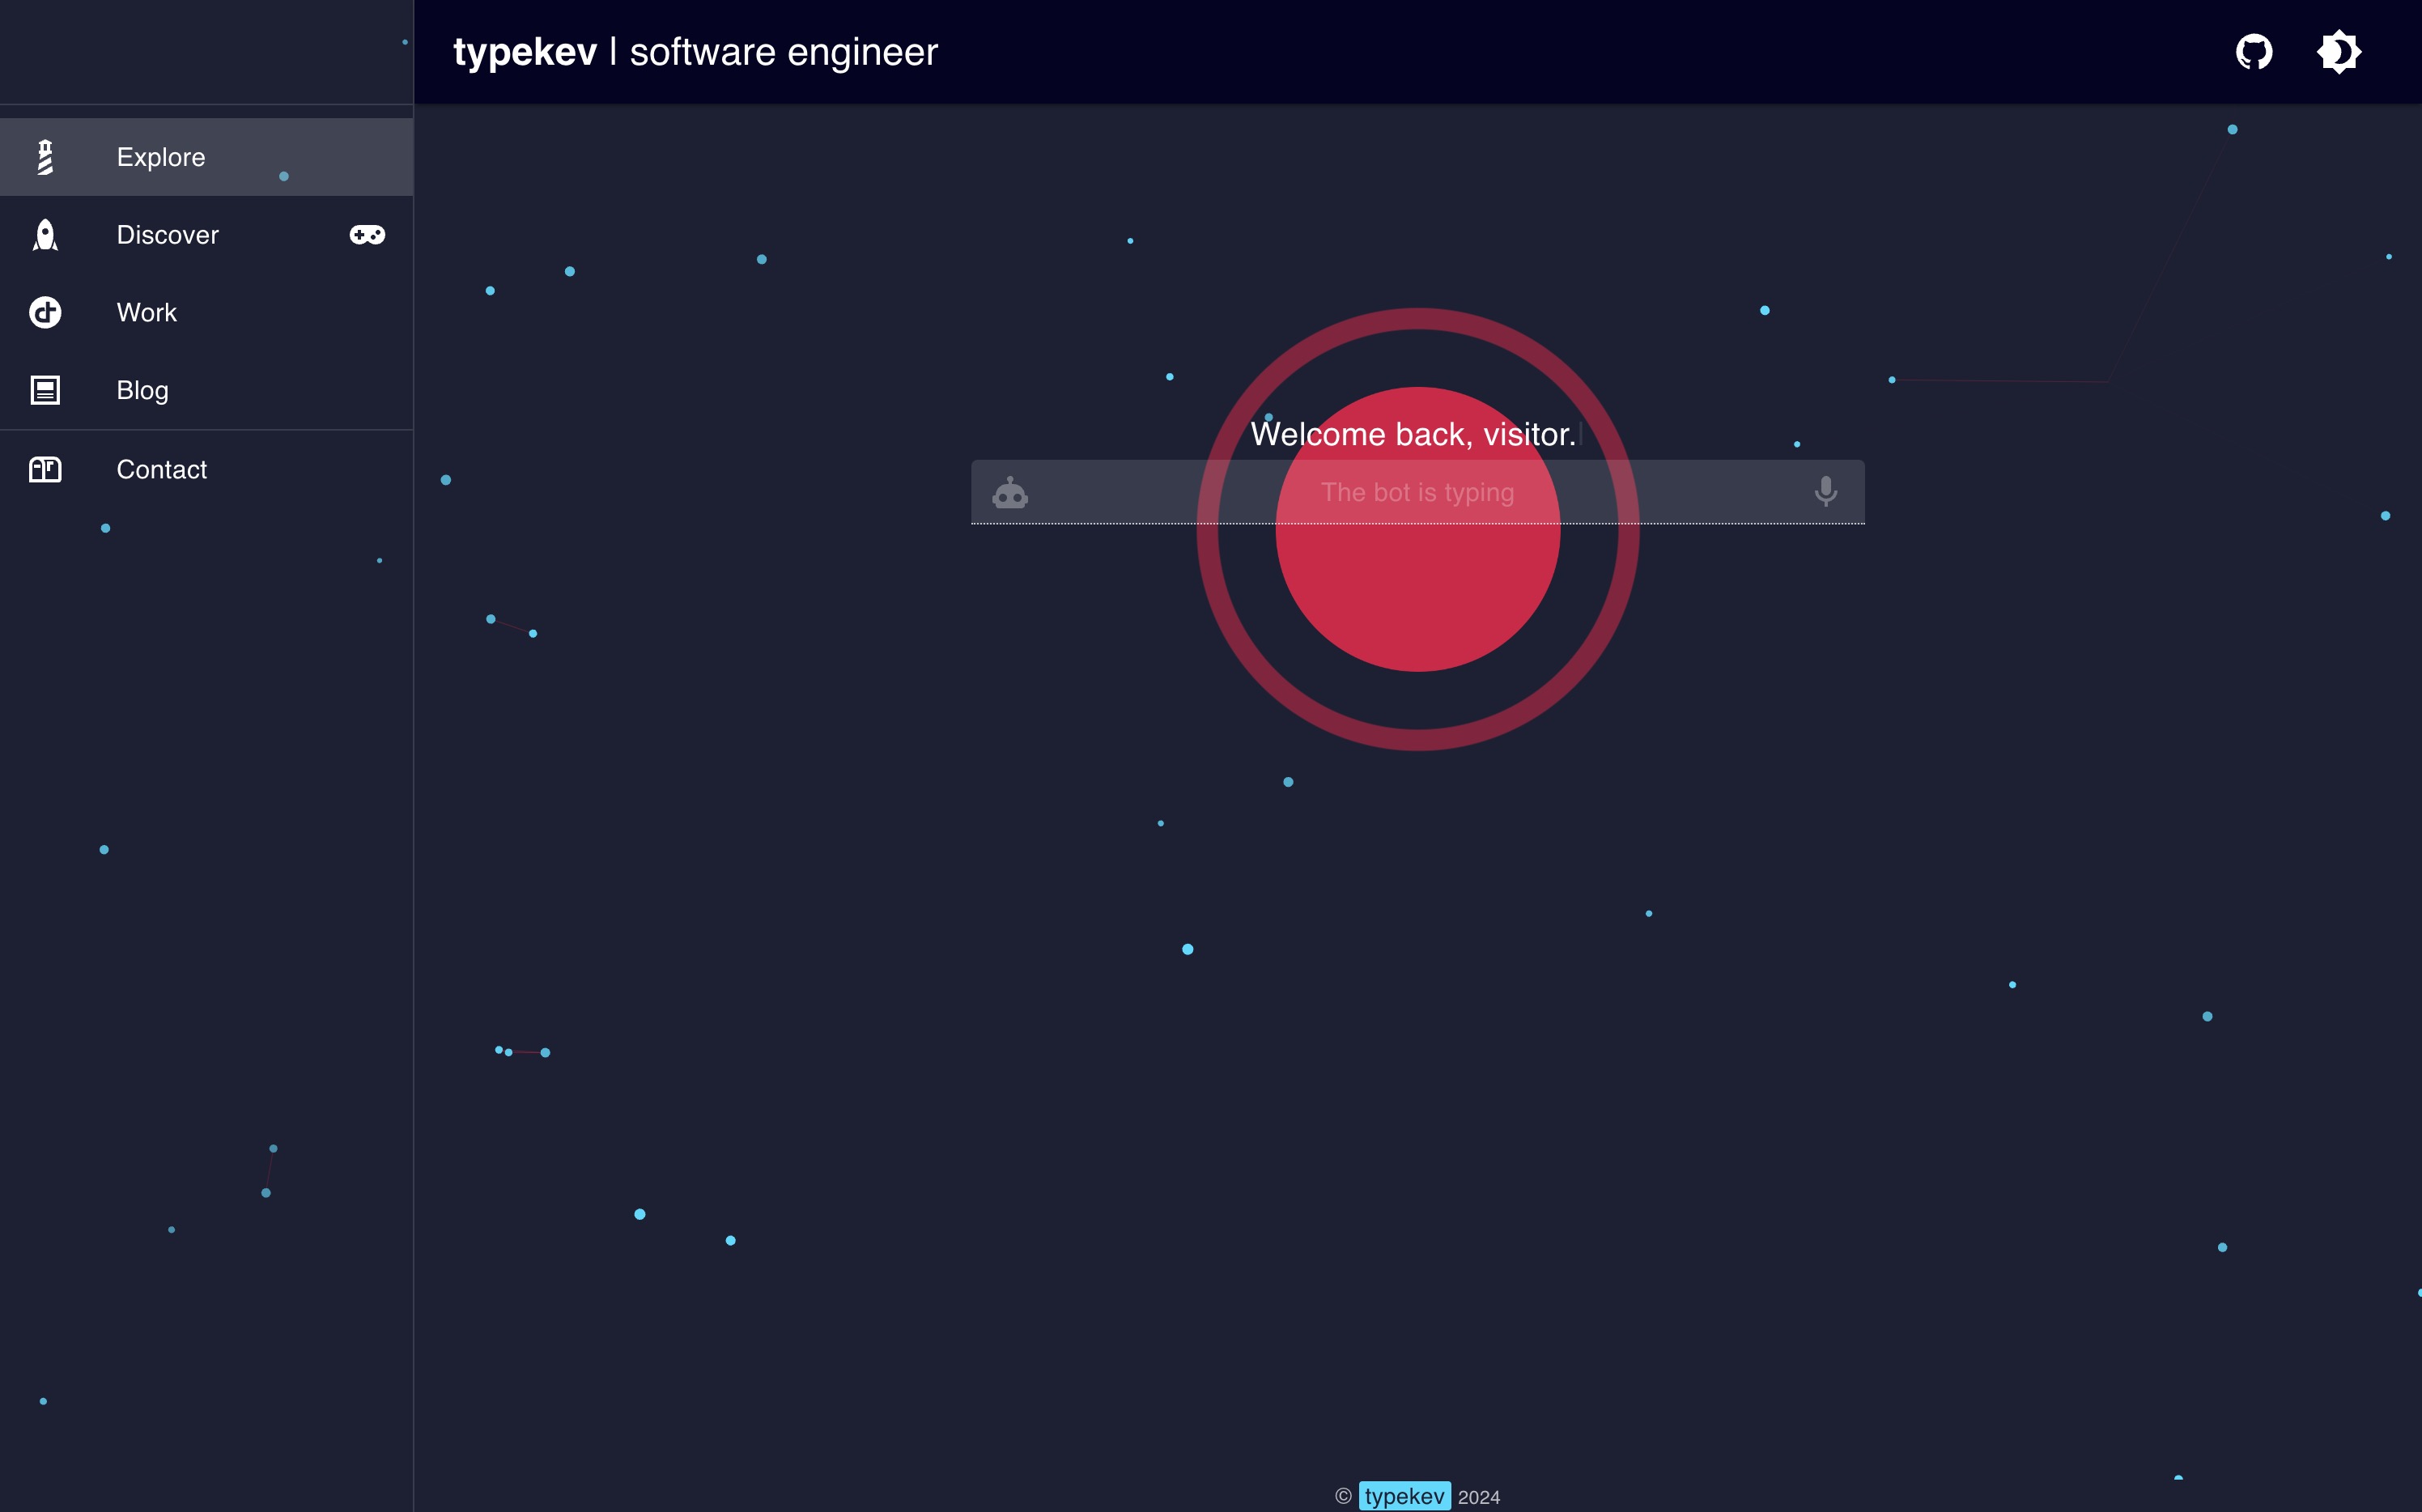 typekev | software engineer
Explore
Discover
Work
Blog
Contact
Welcome back, visitor.
The bot is typing
© typekev 2024